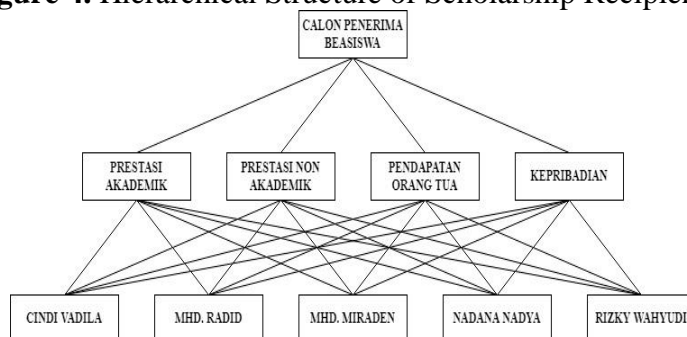 Figure 4. Hierarchical Structure of Scholarship Recipients
CALON PENERIMA
BEASISWA
PRESTASI
AKADEMIK
PRESTASI NON
AKADEMIK
PENDAPATAN
ORANG TUA
KEPRIBADIAN
CINDI VADILA
MHD. RADID
MHD. MIRADEN
NADANA NADYA
RIZKY WAHYUDI